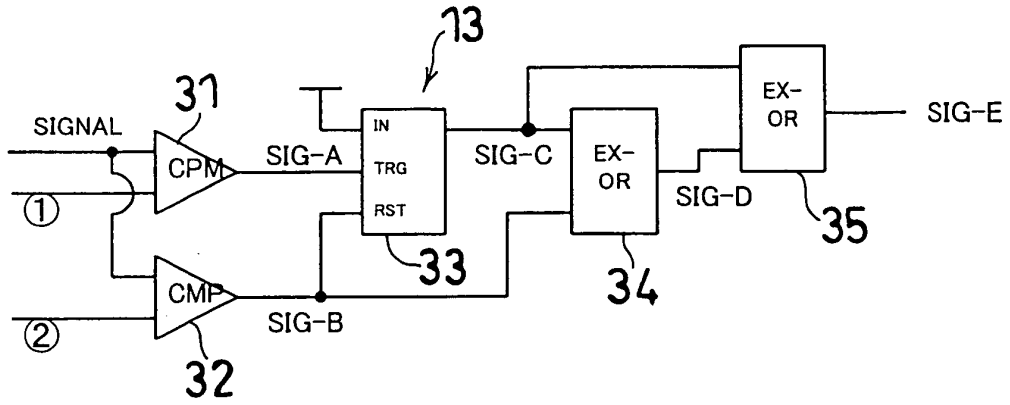 13
31
SIGNAL
CPM
①
SIG-A
IN
TRG
RST
33
SIG-C
EX-
OR
34
SIG-D
EX-
OR
35
SIG-E
CMP
②
32
SIG-B